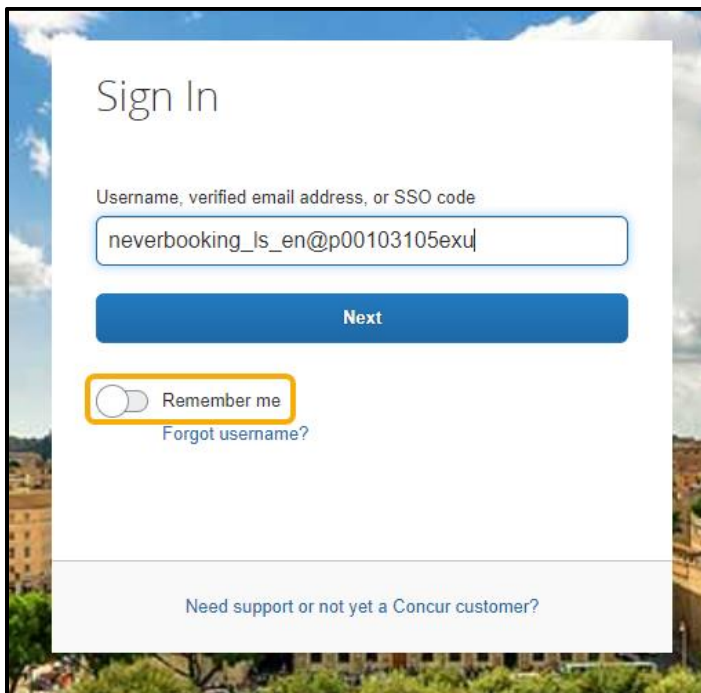 Sign In
Username, verified email address, or SSO code
neverbooking_ls_en@p00103105exu
Next
Remember me
Forgot username?
Need support or not yet a Concur customer?